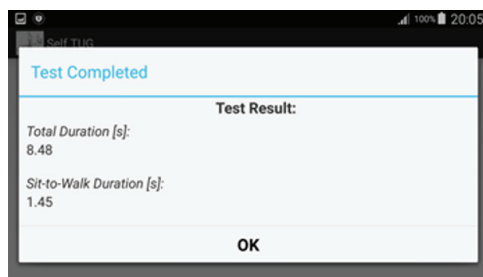 100% 20:05
Self TUG
Test Completed
Test Result:
Total Duration [s]:
8.48
Sit-to-Walk Duration [s]:
1.45
OK